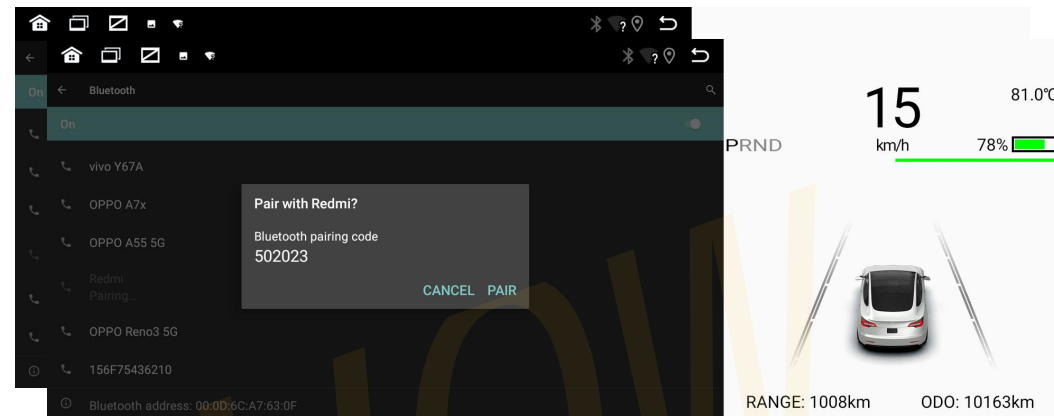 ?
?
On
Bluetooth
On
vivo Y67A
OPPO A7x
OPPO A55 5G
Redmi
Pairing...
OPPO Reno3 5G
156F75436210
Bluetooth address: 00:0D:6C:A7:63:0F
Pair with Redmi?
Bluetooth pairing code
502023
CANCEL PAIR
15
km/h
81.0°C
PRND
78%
RANGE: 1008km
ODO: 10163km